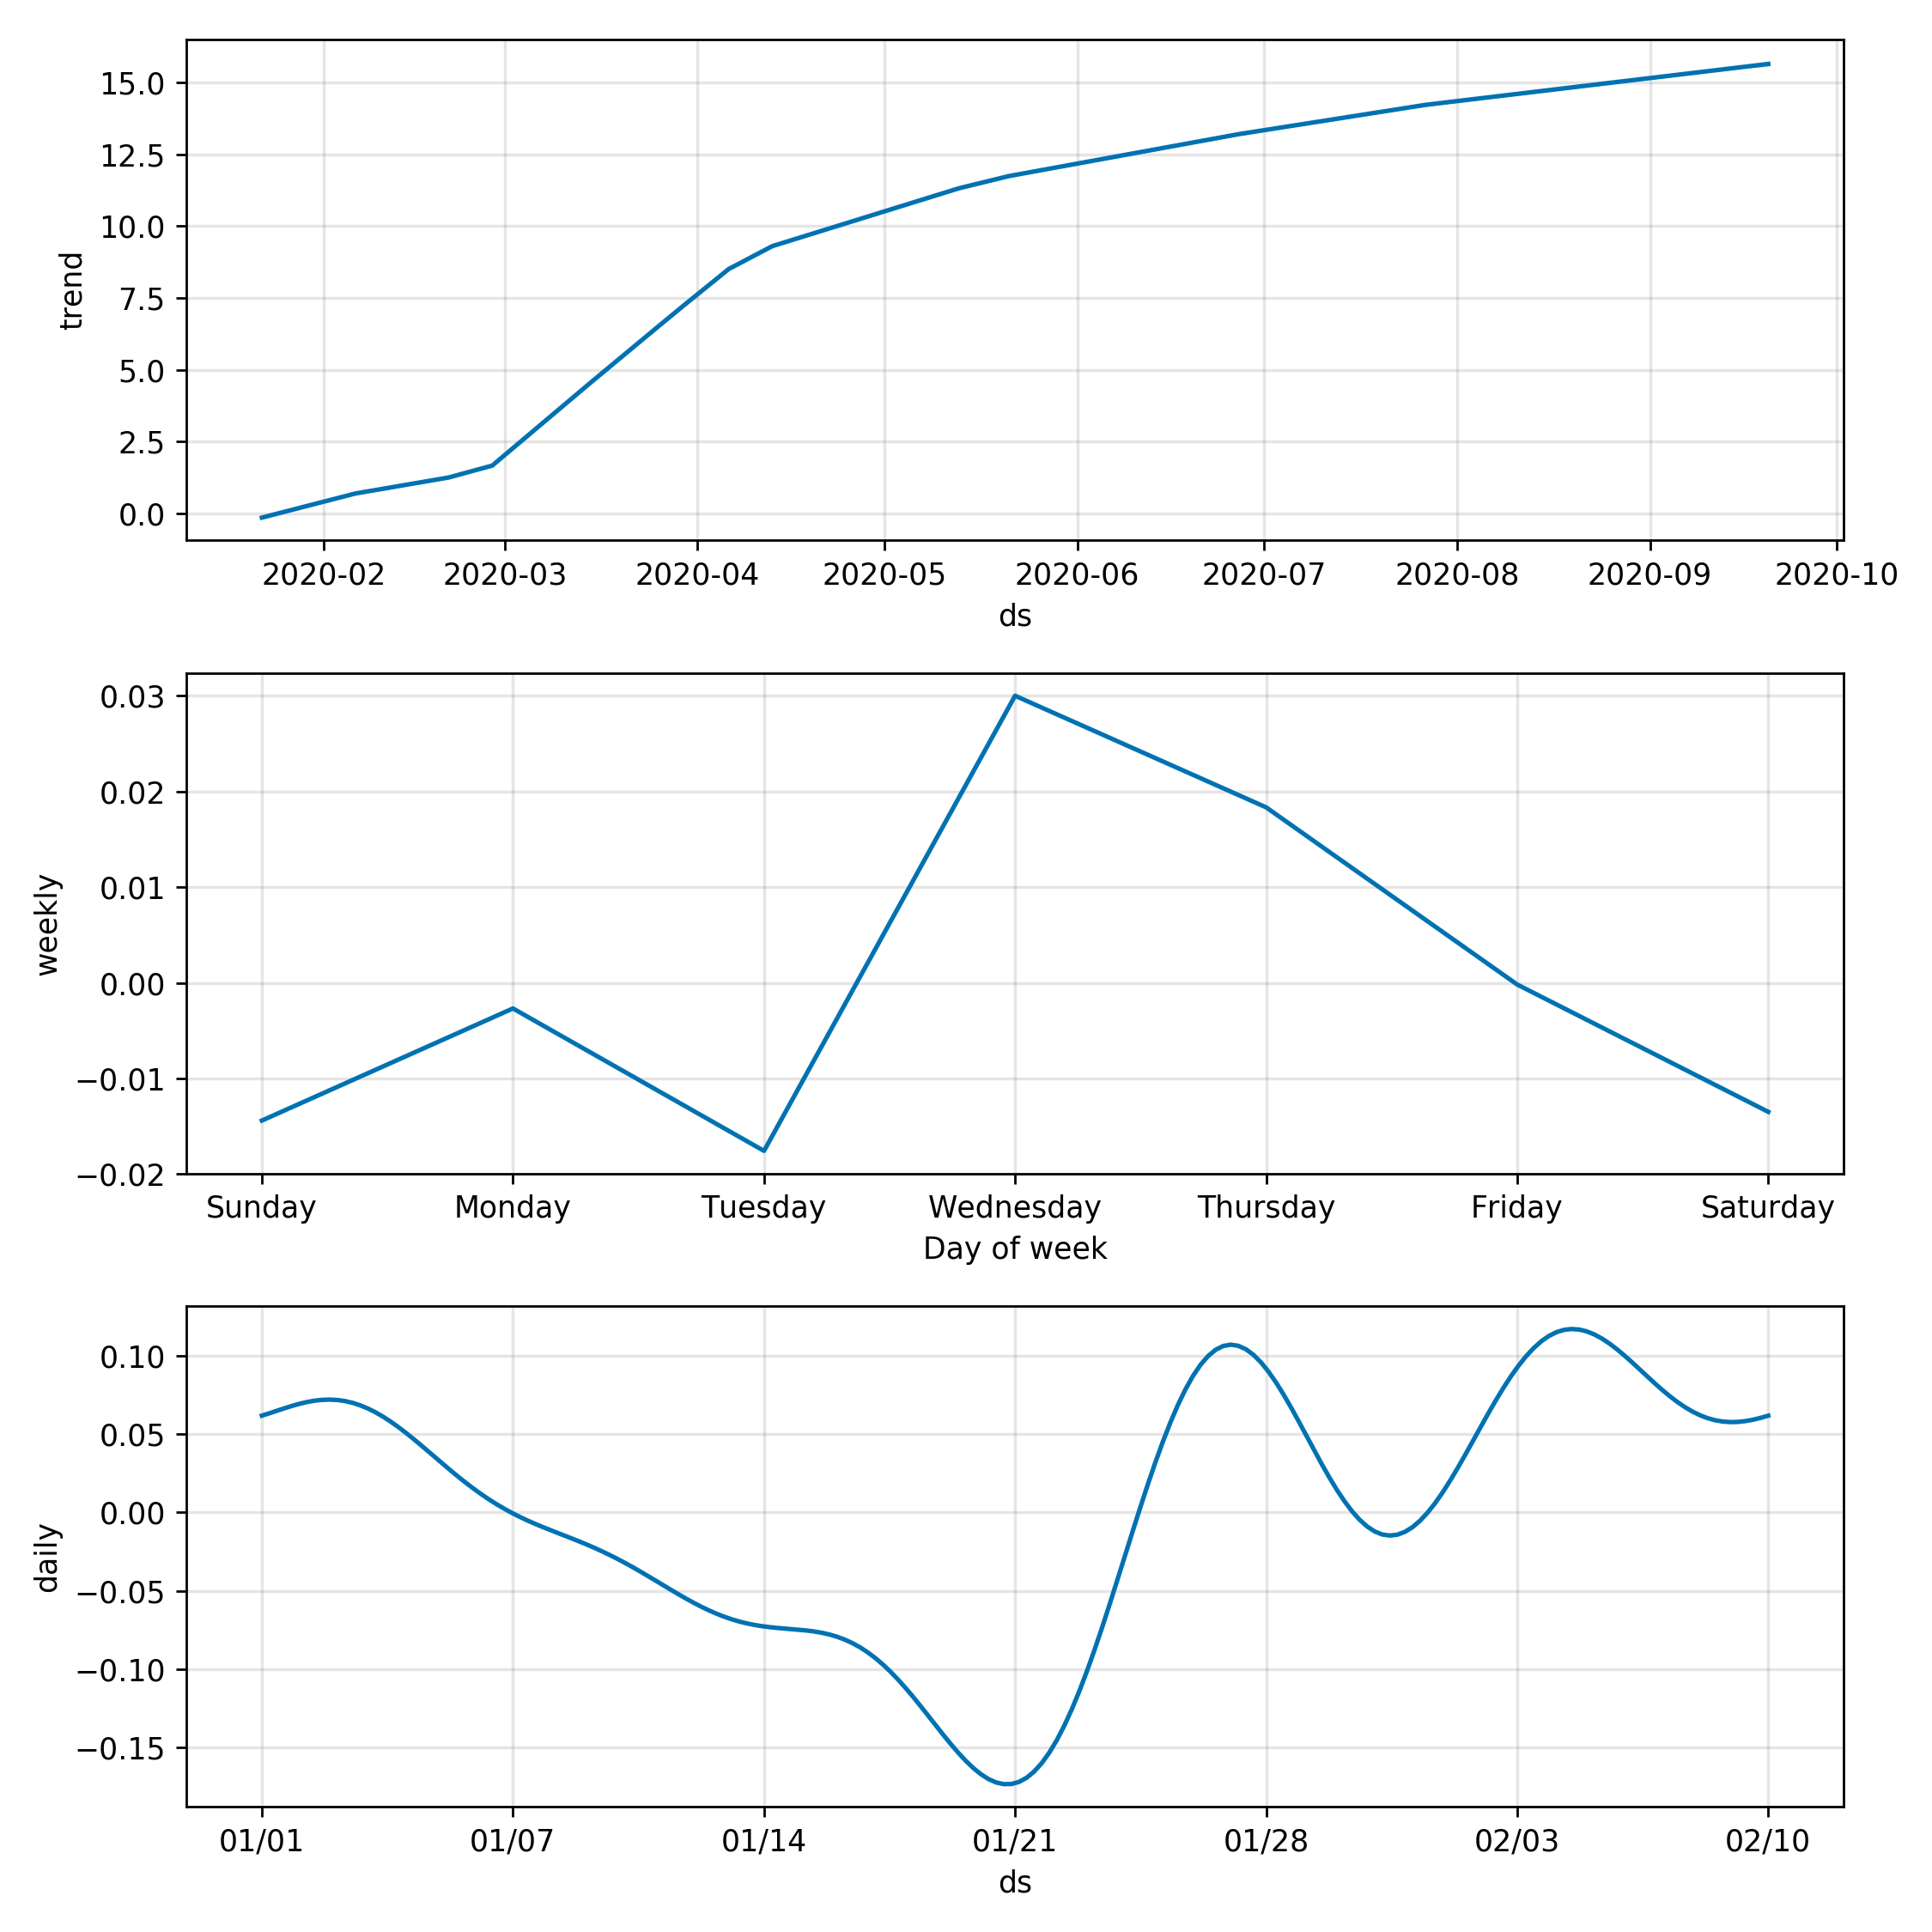 15.0
12.5
10.0
7.5
5.0
2.5
0.0
trend
2020-02 2020-03 2020-04 2020-05 2020-06 2020-07 2020-08 2020-09 2020-10
ds
0.03
0.02
0.01
0.00
−0.01
−0.02
weekly
Sunday Monday Tuesday Wednesday Thursday Friday Saturday
Day of week
0.10
0.05
0.00
−0.05
−0.10
−0.15
daily
01/01 01/07 01/14 01/21 01/28 02/03 02/10
ds